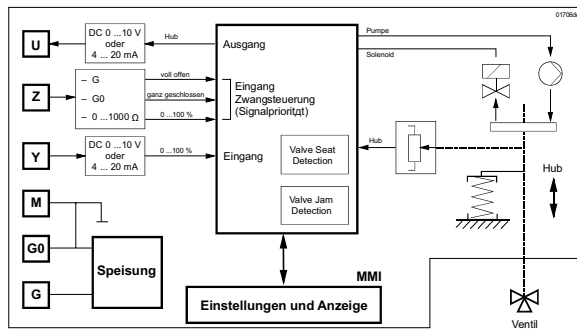 01706de
U
DC 0 ...10 V
oder
4 ... 20 mA
Hub
Ausgang
Pumpe
Solenoid
Z
– G
– G0
– 0...1000 Ω
voll offen
ganz geschlossen
0...100 %
Eingang
Zwangsteuerung
(Signalprioritдt)
Y
DC 0 ...10 V
oder
4 ... 20 mA
0 ...100 %
Eingang
Valve Seat
Detection
Valve Jam
Detection
Hub
Hub
M
G0
G
Speisung
MMI
Einstellungen und Anzeige
Ventil